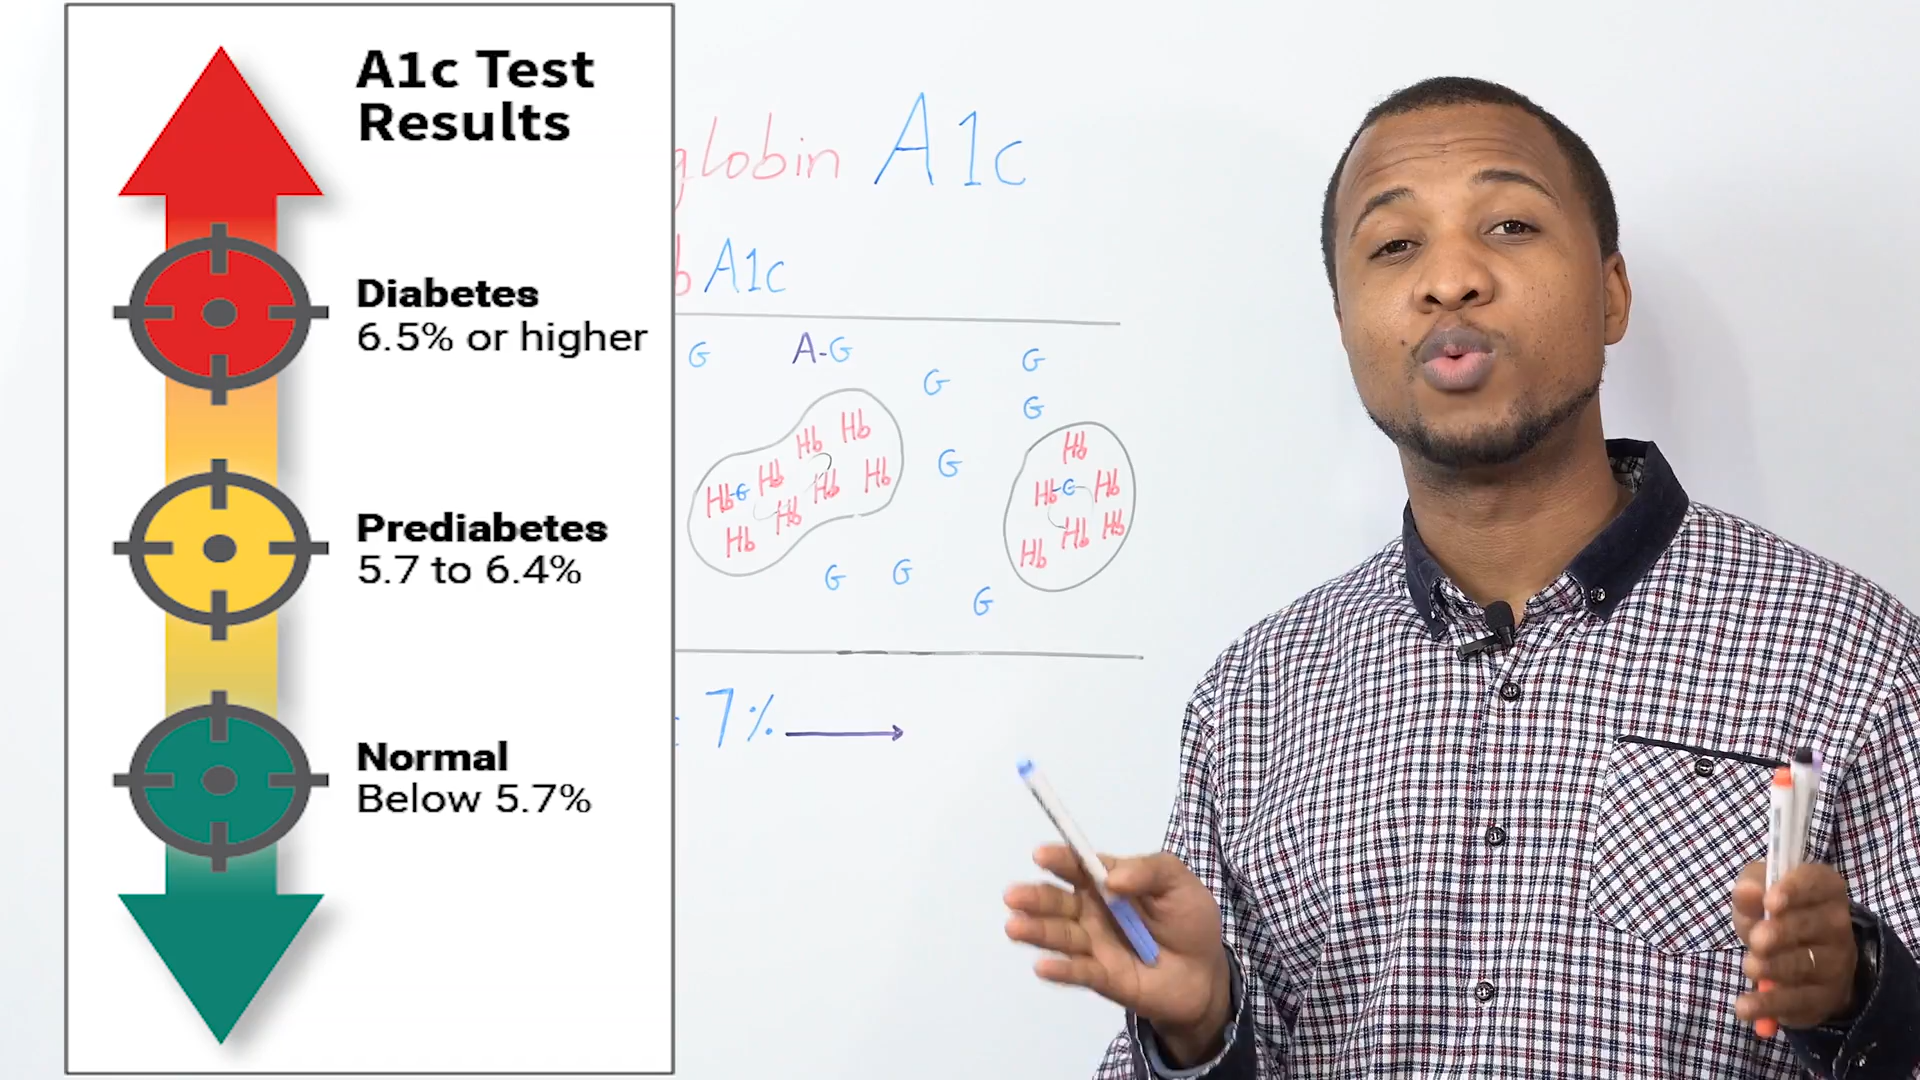 A1c Test
Results
Diabetes
6.5% or higher
Prediabetes
5.7 to 6.4%
Normal
Below 5.7%
globin A1c
b A1c
G A-G G G
G
G
Hb Hb
Hb-G Hb Hb Hb
Hb Hb
Hb
Hb-G Hb
Hb Hb Hb
G G G
7%